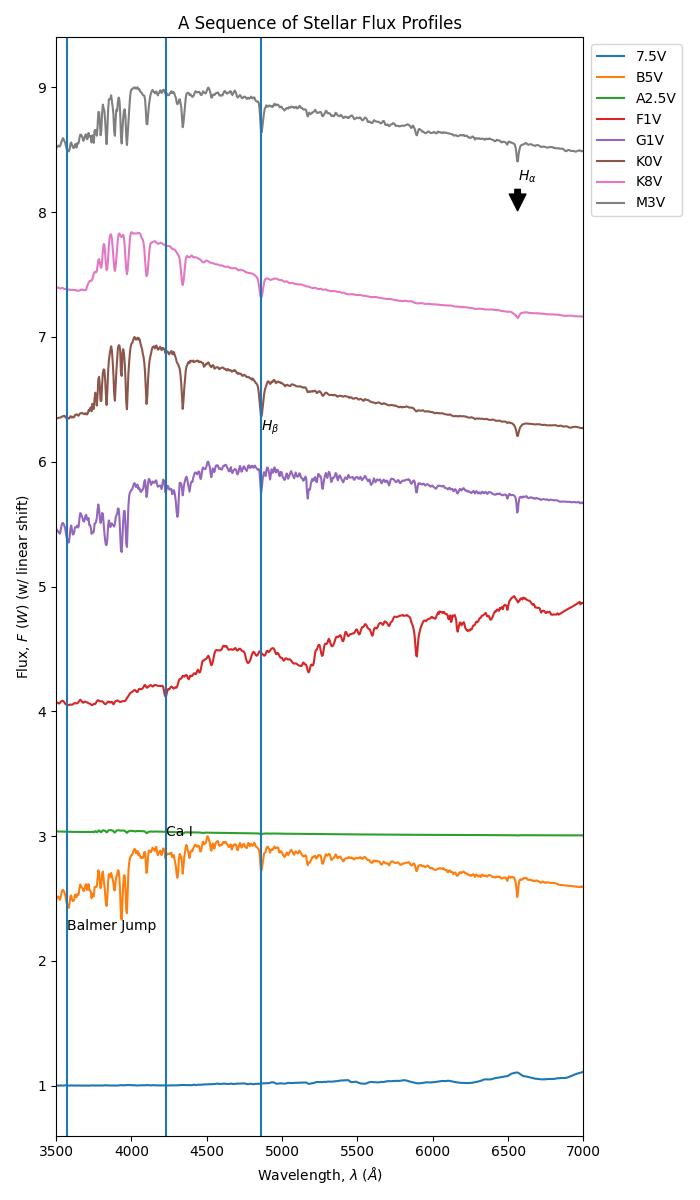 A Sequence of Stellar Flux Profiles
7.5V
B5V
A2.5V
F1V
G1V
K0V
K8V
M3V
9
8
7
6
5
4
3
2
1
Flux, F (W) (w/ linear shift)
H_α
H_β
Ca I
Balmer Jump
3500 4000 4500 5000 5500 6000 6500 7000
Wavelength, λ (Å)